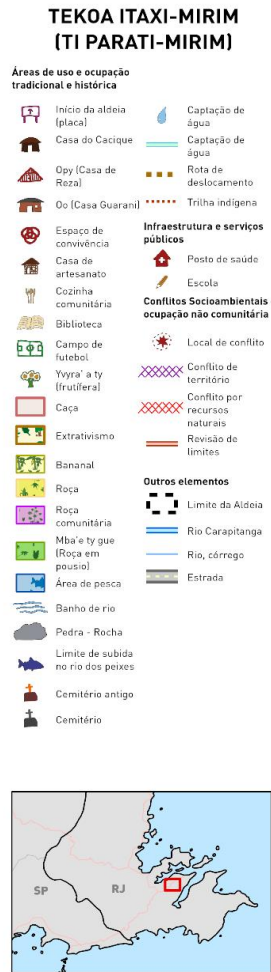 TEKOA ITAXI-MIRIM
(TI PARATI-MIRIM)
Áreas de uso e ocupação
tradicional e histórica
Início da aldeia
(placa)
Casa do Cacique
Opy (Casa de
Reza)
Oo (Casa Guarani)
Espaço de
convivência
Casa de
artesanato
Cozinha
comunitária
Biblioteca
Campo de
futebol
Yvyra' a ty
(frutífera)
Caça
Extrativismo
Bananal
Roça
Roça
comunitária
Mba'e ty gue
(Roça em
pousio)
Área de pesca
Banho de rio
Pedra - Rocha
Limite de subida
no rio dos peixes
Cemitério antigo
Cemitério
Captação de
água
Captação de
água
Rota de
deslocamento
Trilha indígena
Infraestrutura e serviços
públicos
Posto de saúde
Escola
Conflitos Socioambientais
ocupação não comunitária
Local de conflito
Conflito de
território
Conflito por
recursos
naturais
Revisão de
limites
Outros elementos
Limite da Aldeia
Rio Carapitanga
Rio, córrego
Estrada
SP
RJ